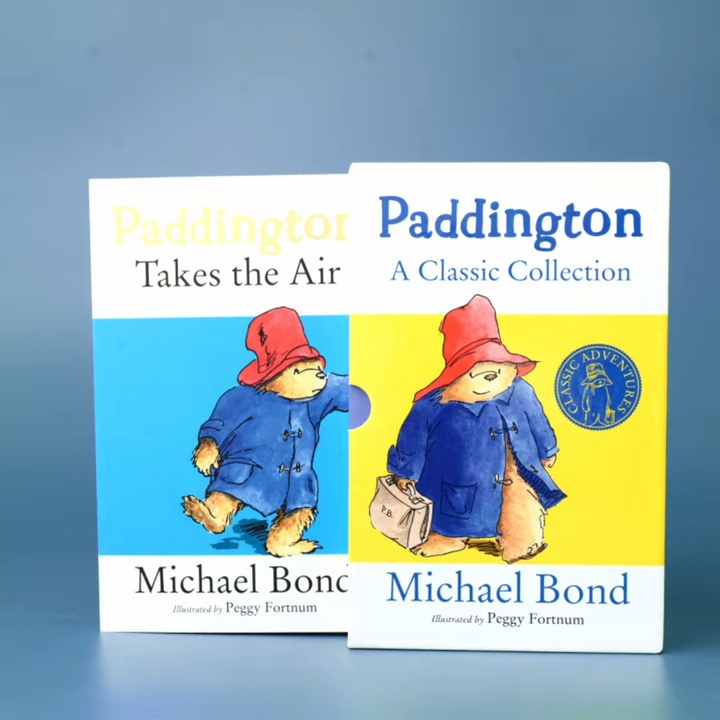 Paddington
Takes the Air
Michael Bond
Illustrated by Peggy Fortnum
Paddington
A Classic Collection
CLASSIC ADVENTURES
P.B.
Michael Bond
Illustrated by Peggy Fortnum